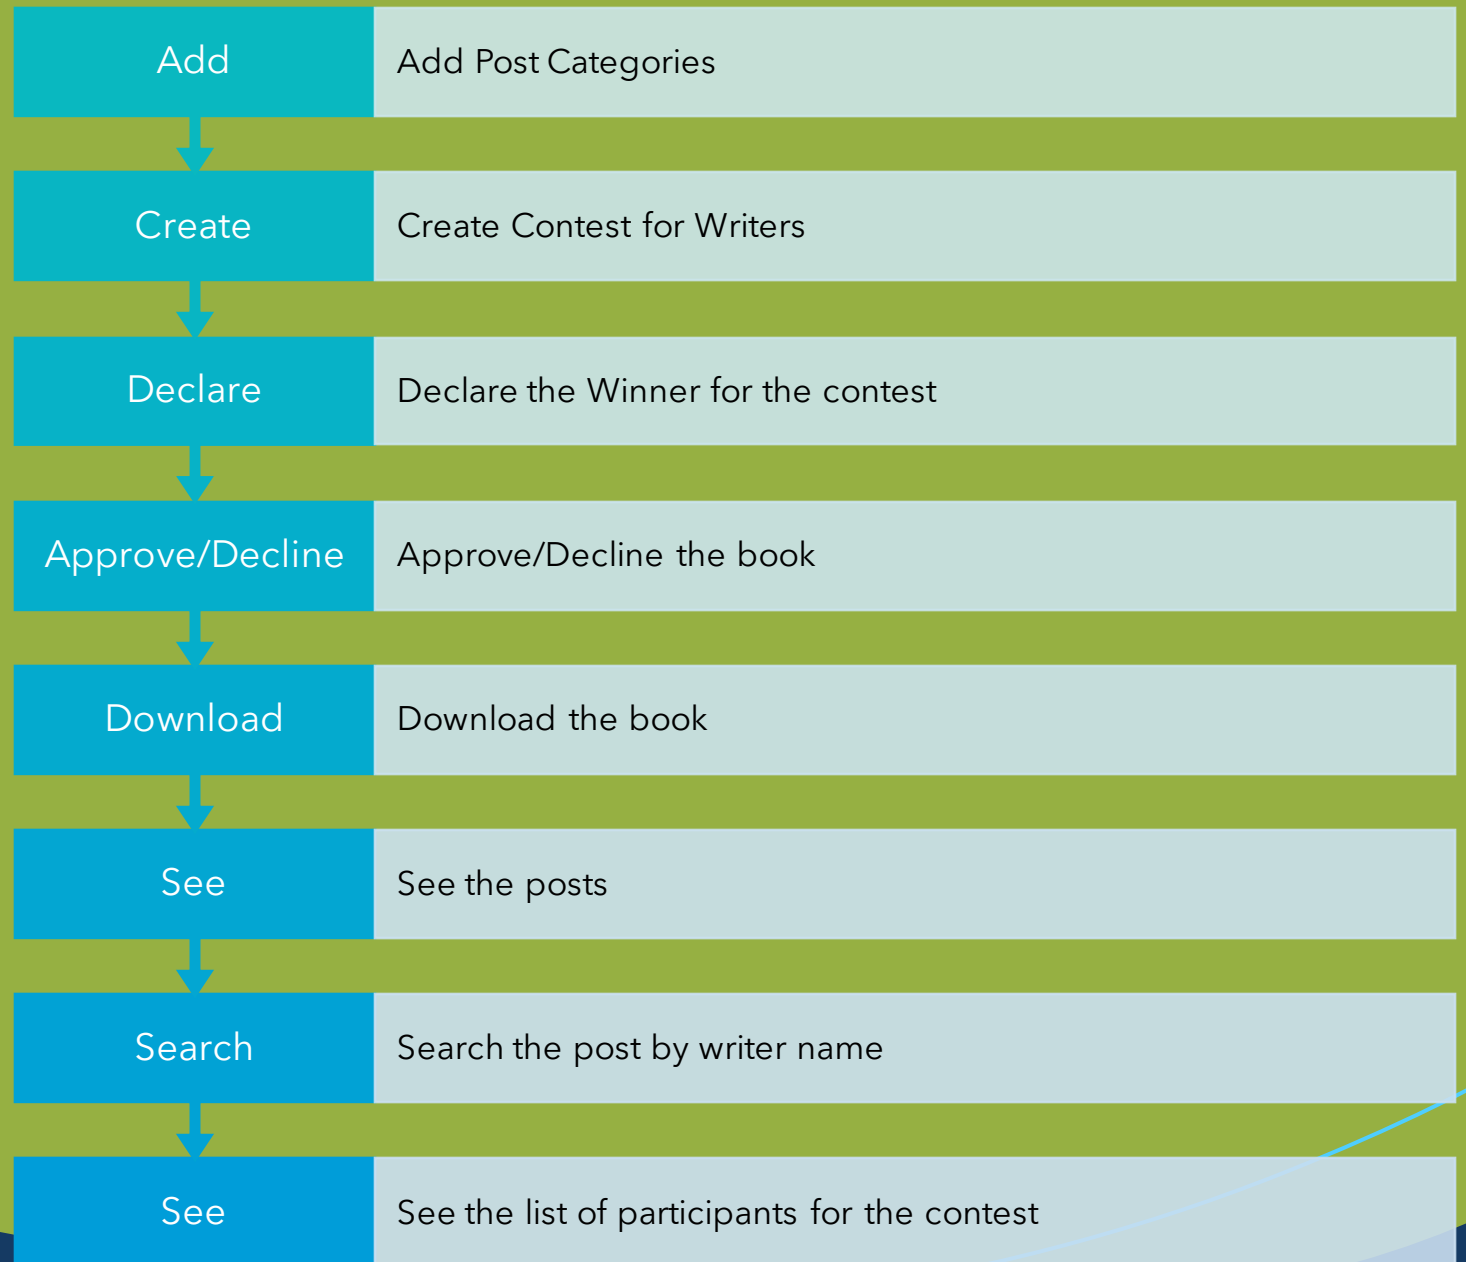 Add
Add Post Categories
Create
Create Contest for Writers
Declare
Declare the Winner for the contest
Approve/Decline
Approve/Decline the book
Download
Download the book
See
See the posts
Search
Search the post by writer name
See
See the list of participants for the contest